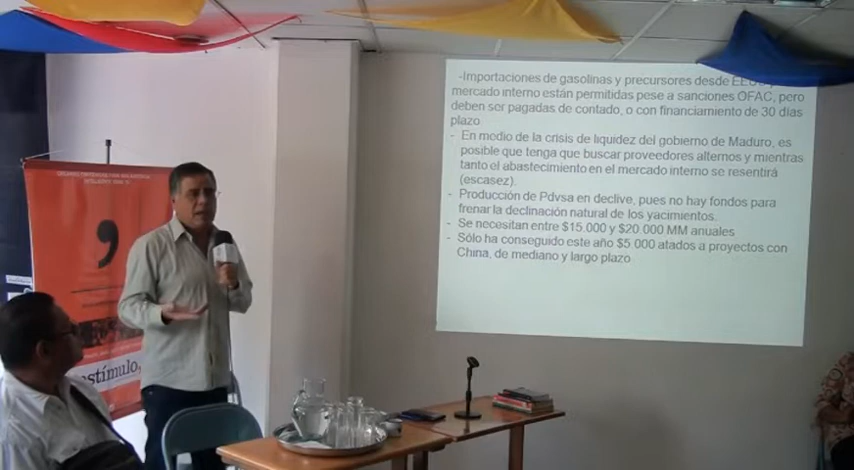 -Importaciones de gasolinas y precursores desde
mercado interno están permitidas pese a sanciones OFAC, pero
deben ser pagadas de contado, o con financiamiento de 30 días
plazo
- En medio de la crisis de liquidez del gobierno de Maduro, es
posible que tenga que buscar proveedores alternos y mientras
tanto el abastecimiento en el mercado interno se resentirá
(escasez).
- Producción de Pdvsa en declive, pues no hay fondos para
frenar la declinación natural de los yacimientos.
- Se necesitan entre $15.000 y $20.000 MM anuales
- Sólo ha conseguido este año $5.000 atados a proyectos con
China, de mediano y largo plazo
estímulo,